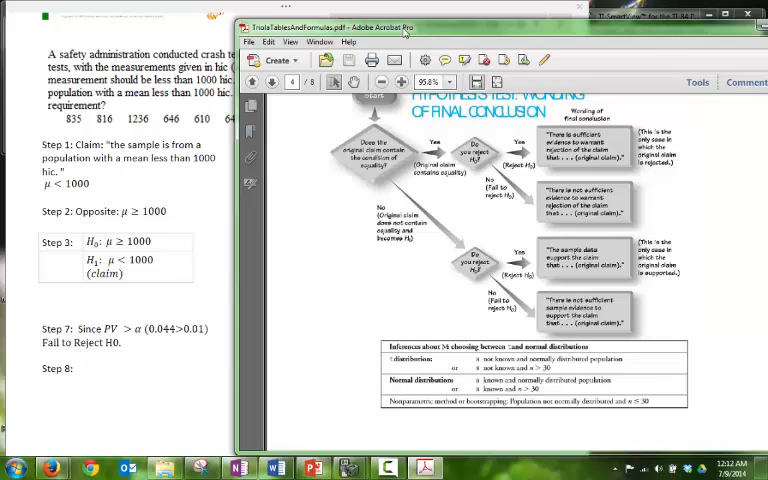 A safety administration conducted crash te
tests, with the measurements given in hic (
measurement should be less than 1000 hic.
population with a mean less than 1000 hic.
requirement?
835 816 1236 646 610 64
Step 1: Claim: "the sample is from a
population with a mean less than 1000
hic. "
μ < 1000
Step 2: Opposite: μ ≥ 1000
Step 3:
H₀: μ ≥ 1000
H₁: μ < 1000
(claim)
Step 7: Since PV > α (0.044>0.01)
Fail to Reject H0.
Step 8:
TriolaTablesAndFormulas.pdf - Adobe Acrobat Pro
File Edit View Window Help
Create
4 / 8
95.8%
Tools
Comment
HYPOTHESIS TEST: WORDING
OF FINAL CONCLUSION
Wording of
final conclusion
Start
Does the
original claim contain
the condition of
equality?
Yes
(Original claim
contains equality)
Do
you reject
H₀?
Yes
(Reject H₀)
"There is sufficient
evidence to warrant
rejection of the claim
that . . . (original claim)."
(This is the
only case in
which the
original claim
is rejected.)
No
(Fail to
reject H₀)
"There is not sufficient
evidence to warrant
rejection of the claim
that . . . (original claim)."
No
(Original claim
does not contain
equality and
becomes H₁)
Do
you reject
H₀?
Yes
(Reject H₀)
"The sample data
support the claim
that . . . (original claim)."
(This is the
only case in
which the
original claim
is supported.)
No
(Fail to
reject H₀)
"There is not sufficient
sample evidence to
support the claim
that . . . (original claim)."
Inferences about M: choosing between t and normal distributions
t distribution: s not known and normally distributed population
or s not known and n > 30
Normal distribution: s known and normally distributed population
or s known and n > 30
Nonparametric method or bootstrapping: Population not normally distributed and n ≤ 30
12:12 AM
7/9/2014